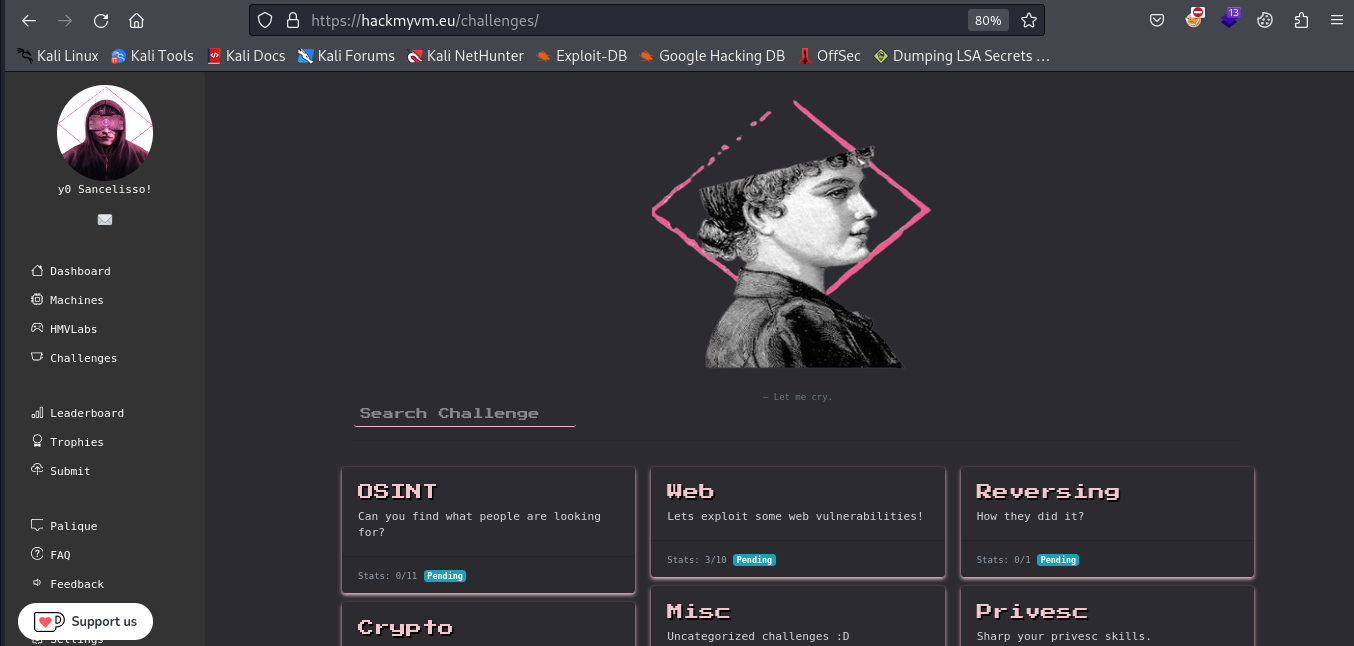 https://hackmyvm.eu/challenges/
80%
13
Kali Linux
Kali Tools
Kali Docs
Kali Forums
Kali NetHunter
Exploit-DB
Google Hacking DB
OffSec
Dumping LSA Secrets …
y0 Sancelisso!
Dashboard
Machines
HMVLabs
Challenges
Leaderboard
Trophies
Submit
Palique
FAQ
Feedback
Support us
Settings
— Let me cry.
Search Challenge
OSINT
Can you find what people are looking
for?
Stats: 0/11 Pending
Web
Lets exploit some web vulnerabilities!
Stats: 3/10 Pending
Reversing
How they did it?
Stats: 0/1 Pending
Crypto
Misc
Uncategorized challenges :D
Privesc
Sharp your privesc skills.